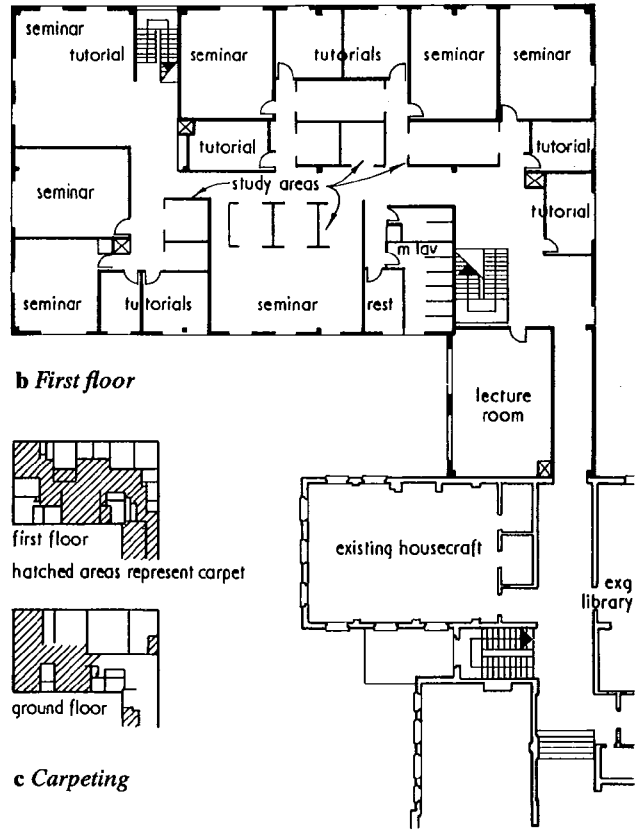 seminar
tutorial
seminar
tutorials
seminar
seminar
tutorial
tutorial
seminar
study areas
tutorial
m lav
seminar
tutorials
seminar
rest
b First floor
lecture
room
first floor
hatched areas represent carpet
existing housecraft
exg
library
ground floor
c Carpeting